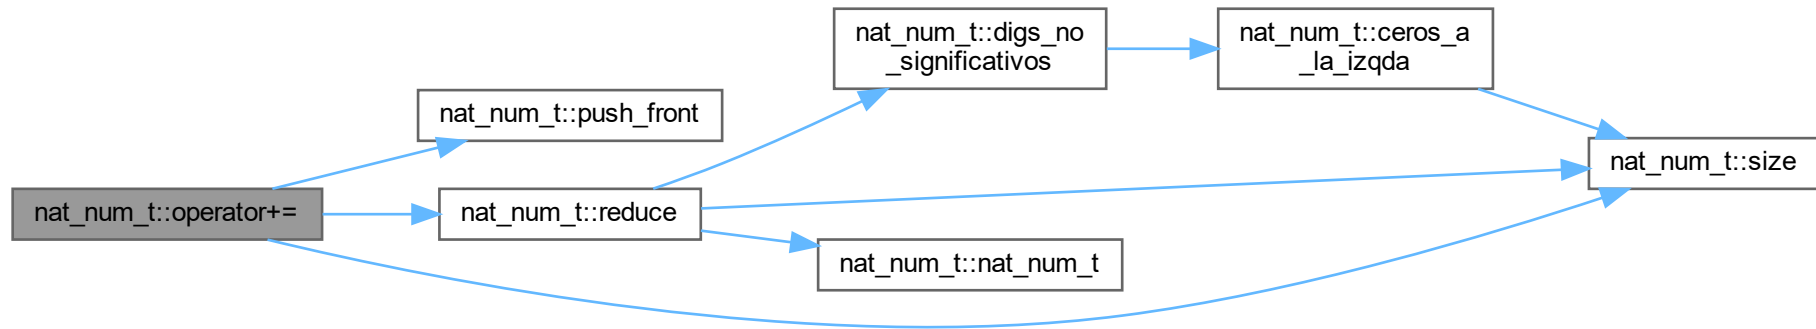 nat_num_t::operator+=
nat_num_t::push_front
nat_num_t::reduce
nat_num_t::digs_no
_significativos
nat_num_t::nat_num_t
nat_num_t::ceros_a
_la_izqda
nat_num_t::size